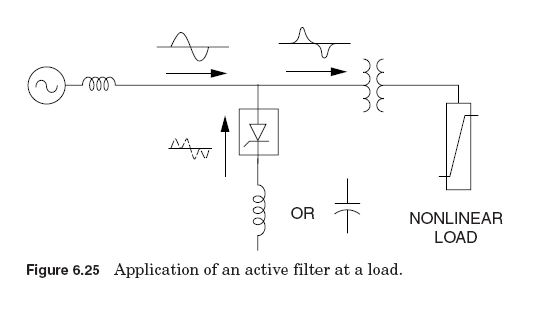 OR
NONLINEAR
LOAD
Figure 6.25 Application of an active filter at a load.